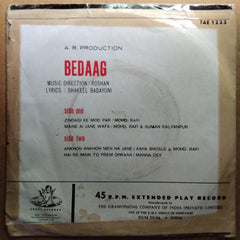 TAE 1223
A R. PRODUCTION
BEDAAG
MUSIC DIRECTION / ROSHAN
LYRICS : SHAKEEL BADAYUNI
side one
ZINDAGI KE MOD PAR / MOHD. RAFI
MAINE AI JANE WAFA / MOHD. RAFI & SUMAN KALYANPUR
side two
ANKHON ANKHON MEN NA JANE / ASHA BHOSLE & MOHD. RAFI
HAI RE MAIN TO PREM DIWANA / MANNA DEY
45 R.P.M. EXTENDED PLAY RECORD
THE GRAMOPHONE COMPANY OF INDIA (PRIVATE) LIMITED
DUM DUM